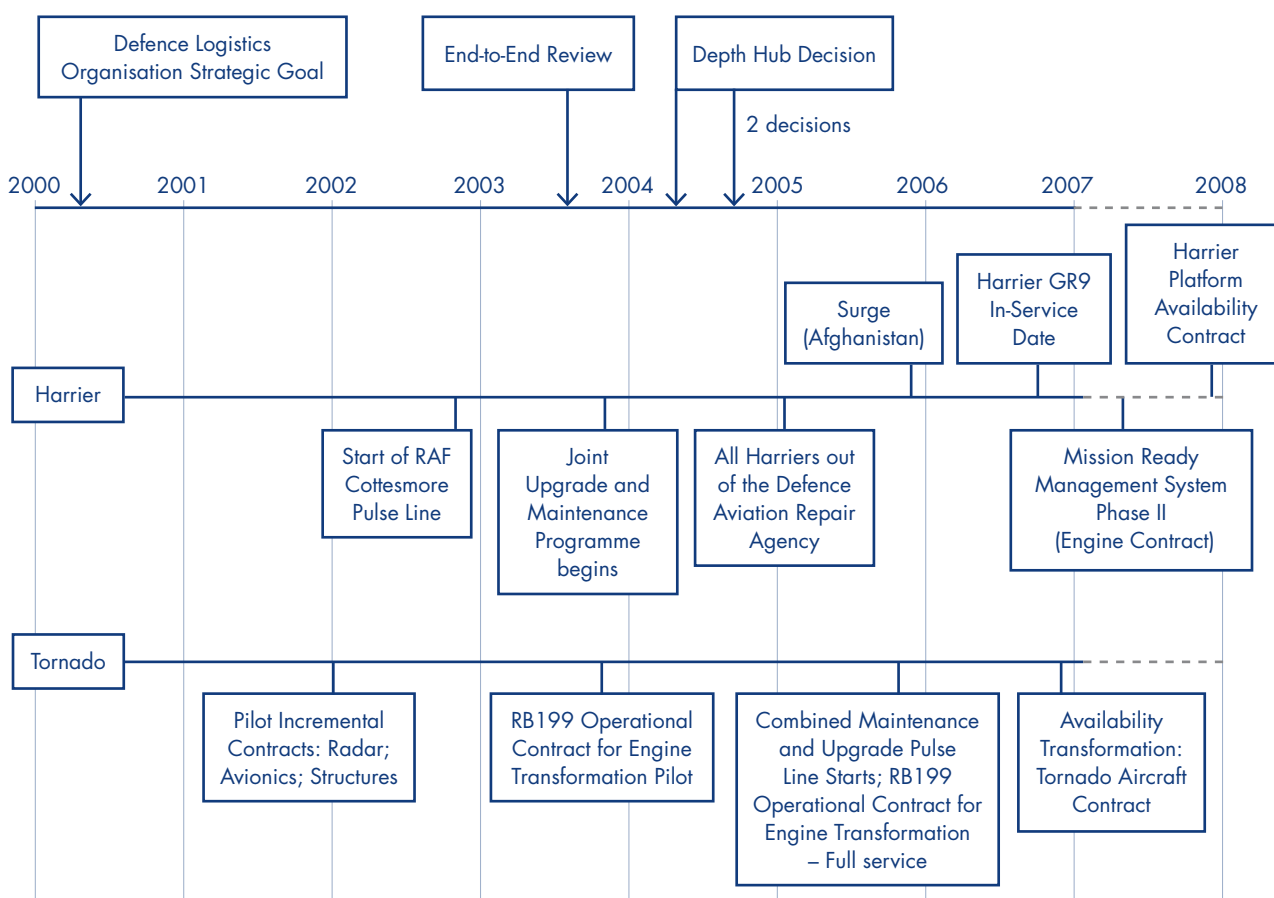 Defence Logistics
Organisation Strategic Goal
End-to-End Review
Depth Hub Decision
2 decisions
2000
2001
2002
2003
2004
2005
2006
2007
2008
Harrier
Platform
Availability
Contract
Harrier GR9
In-Service
Date
Surge
(Afghanistan)
Harrier
Start of RAF
Cottesmore
Pulse Line
Joint
Upgrade and
Maintenance
Programme
begins
All Harriers out
of the Defence
Aviation Repair
Agency
Mission Ready
Management System
Phase II
(Engine Contract)
Tornado
Pilot Incremental
Contracts: Radar;
Avionics; Structures
RB199 Operational
Contract for Engine
Transformation Pilot
Combined Maintenance
and Upgrade Pulse
Line Starts; RB199
Operational Contract for
Engine Transformation
– Full service
Availability
Transformation:
Tornado Aircraft
Contract